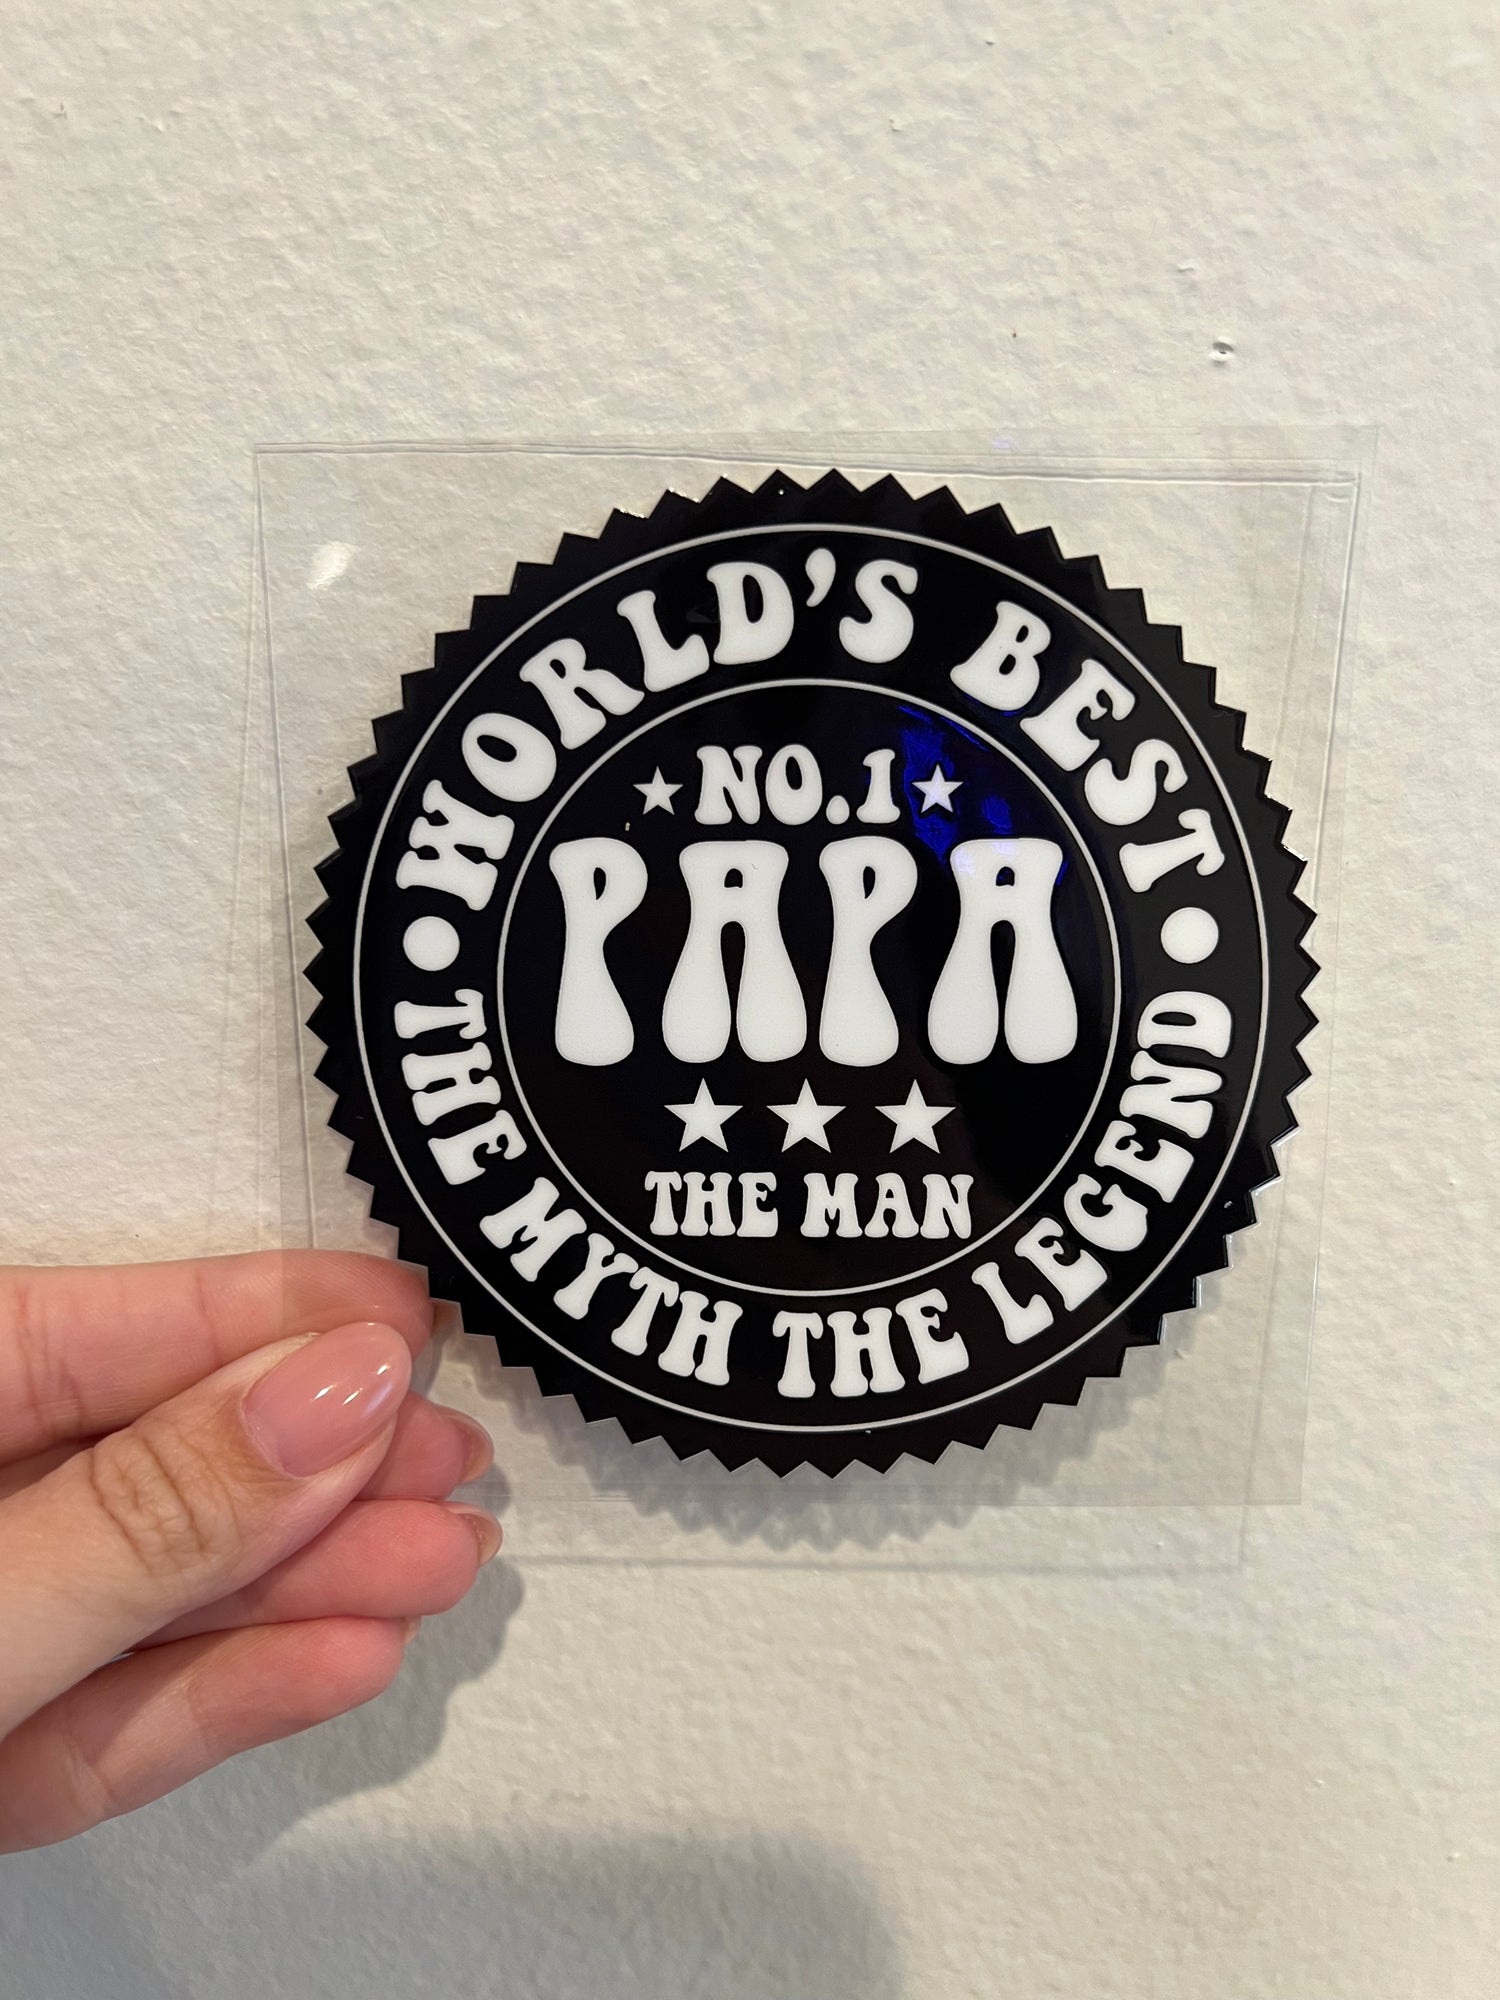 WORLD'S BEST
NO.1
PAPA
THE MAN
THE MYTH THE LEGEND